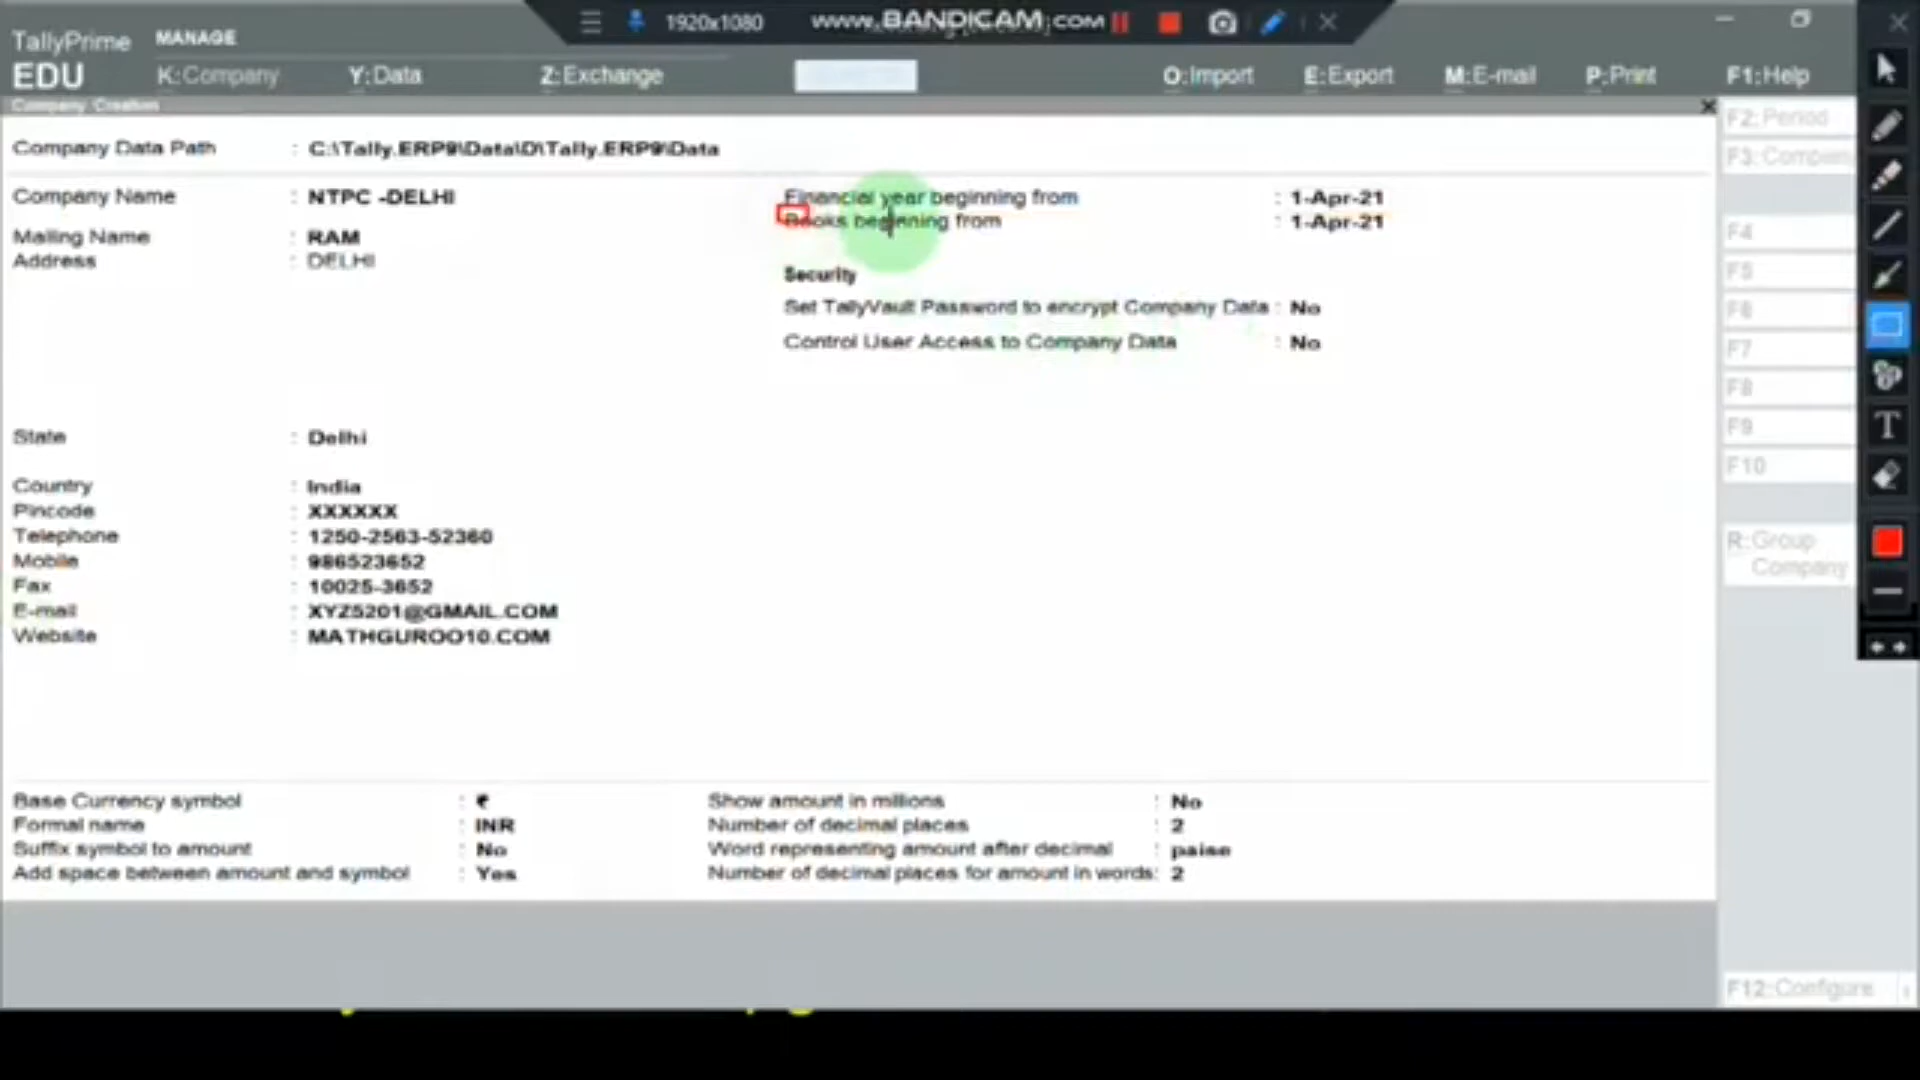 1920x1080 www.BANDICAM.COM
TallyPrime MANAGE
EDU K:Company Y:Data Z:Exchange O:Import E:Export M:E-mail P:Print F1:Help
Company Creation
F2: Period
Company Data Path : C:\Tally.ERP9\Data\D\Tally.ERP9\Data
F3: Company
Company Name : NTPC -DELHI Financial year beginning from : 1-Apr-21
Books beginning from : 1-Apr-21
Mailing Name : RAM
F4
Address : DELHI
Security
F5
Set TallyVault Password to encrypt Company Data : No
F6
Control User Access to Company Data : No
F7
F8
F9
State : Delhi
F10
Country : India
Pincode : XXXXXX
Telephone : 1250-2563-52360
R: Group
Company
Mobile : 986523652
Fax : 10025-3652
E-mail : XYZ5201@GMAIL.COM
Website : MATHGUROO10.COM
Base Currency symbol : ₹ Show amount in millions : No
Formal name : INR Number of decimal places : 2
Suffix symbol to amount : No Word representing amount after decimal : paise
Add space between amount and symbol : Yes Number of decimal places for amount in words: 2
F12: Configure